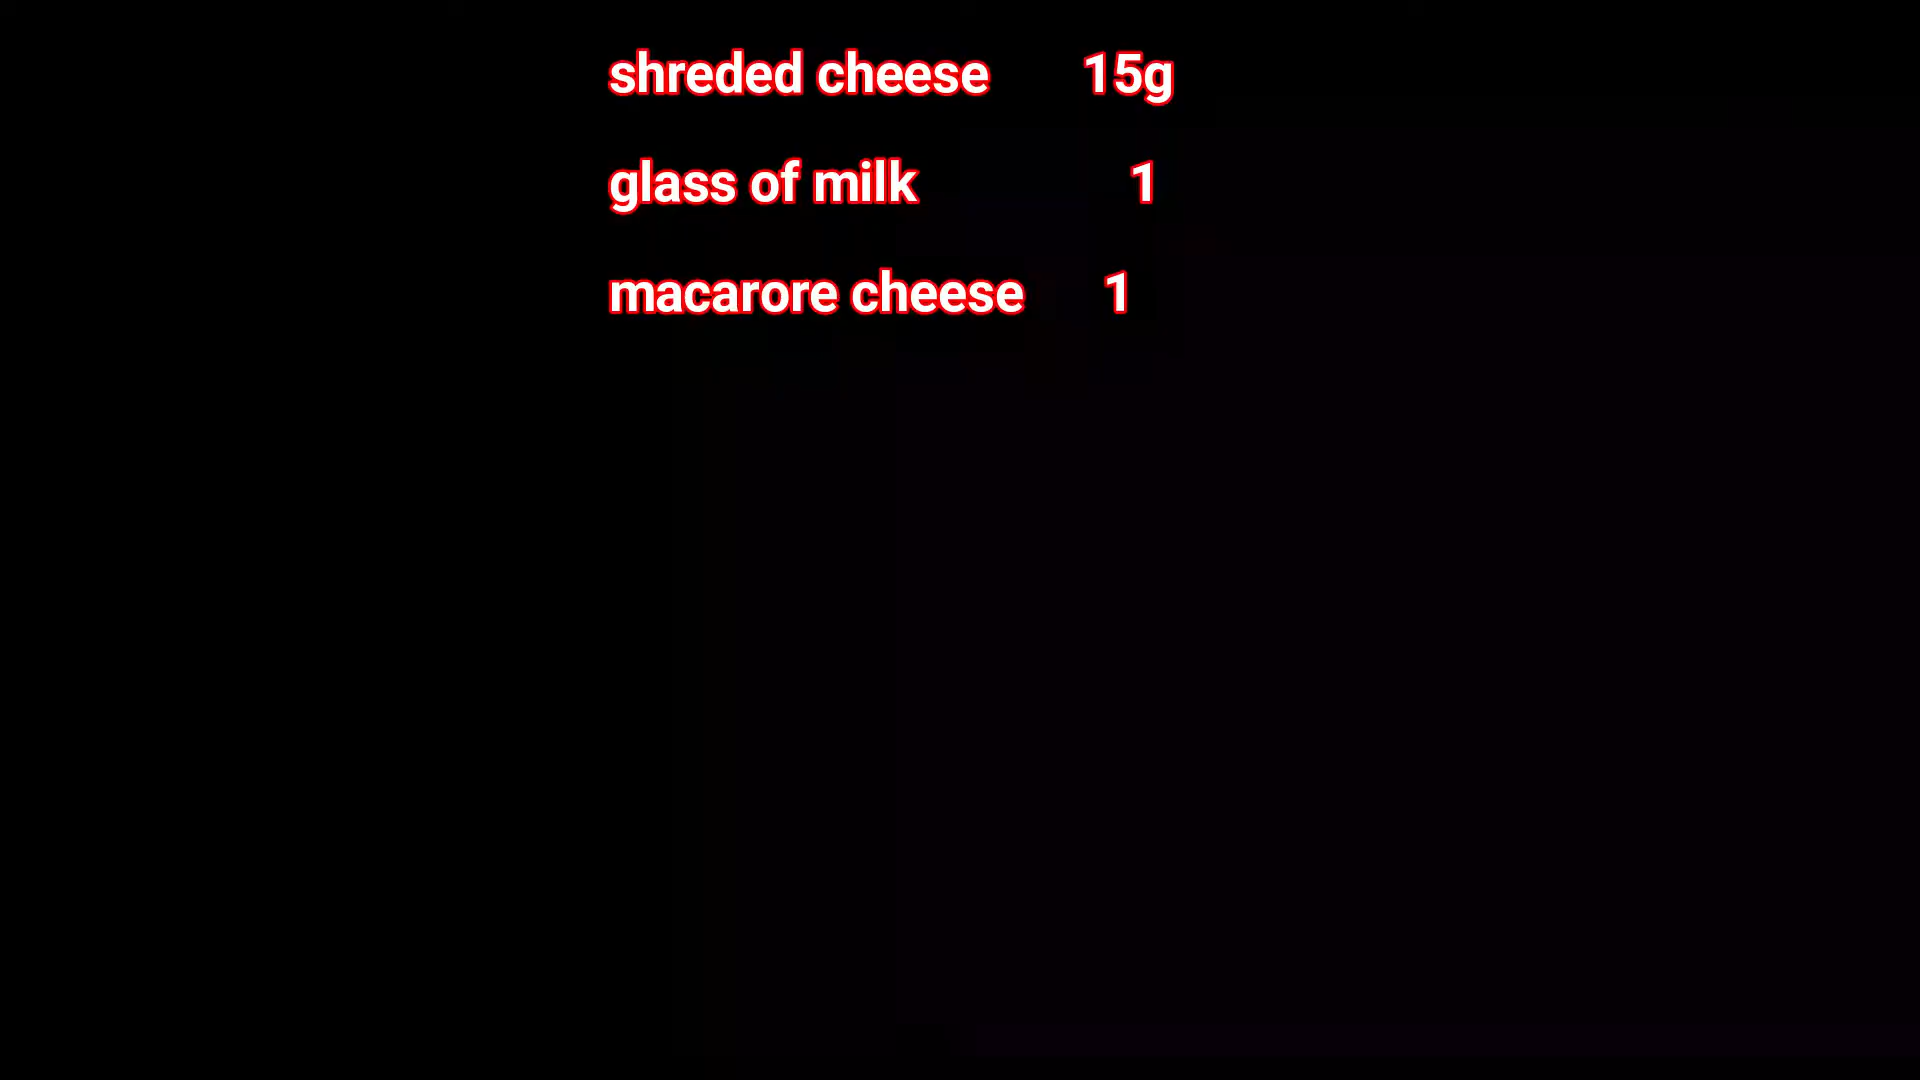 shreded cheese 15g
glass of milk 1
macarore cheese 1